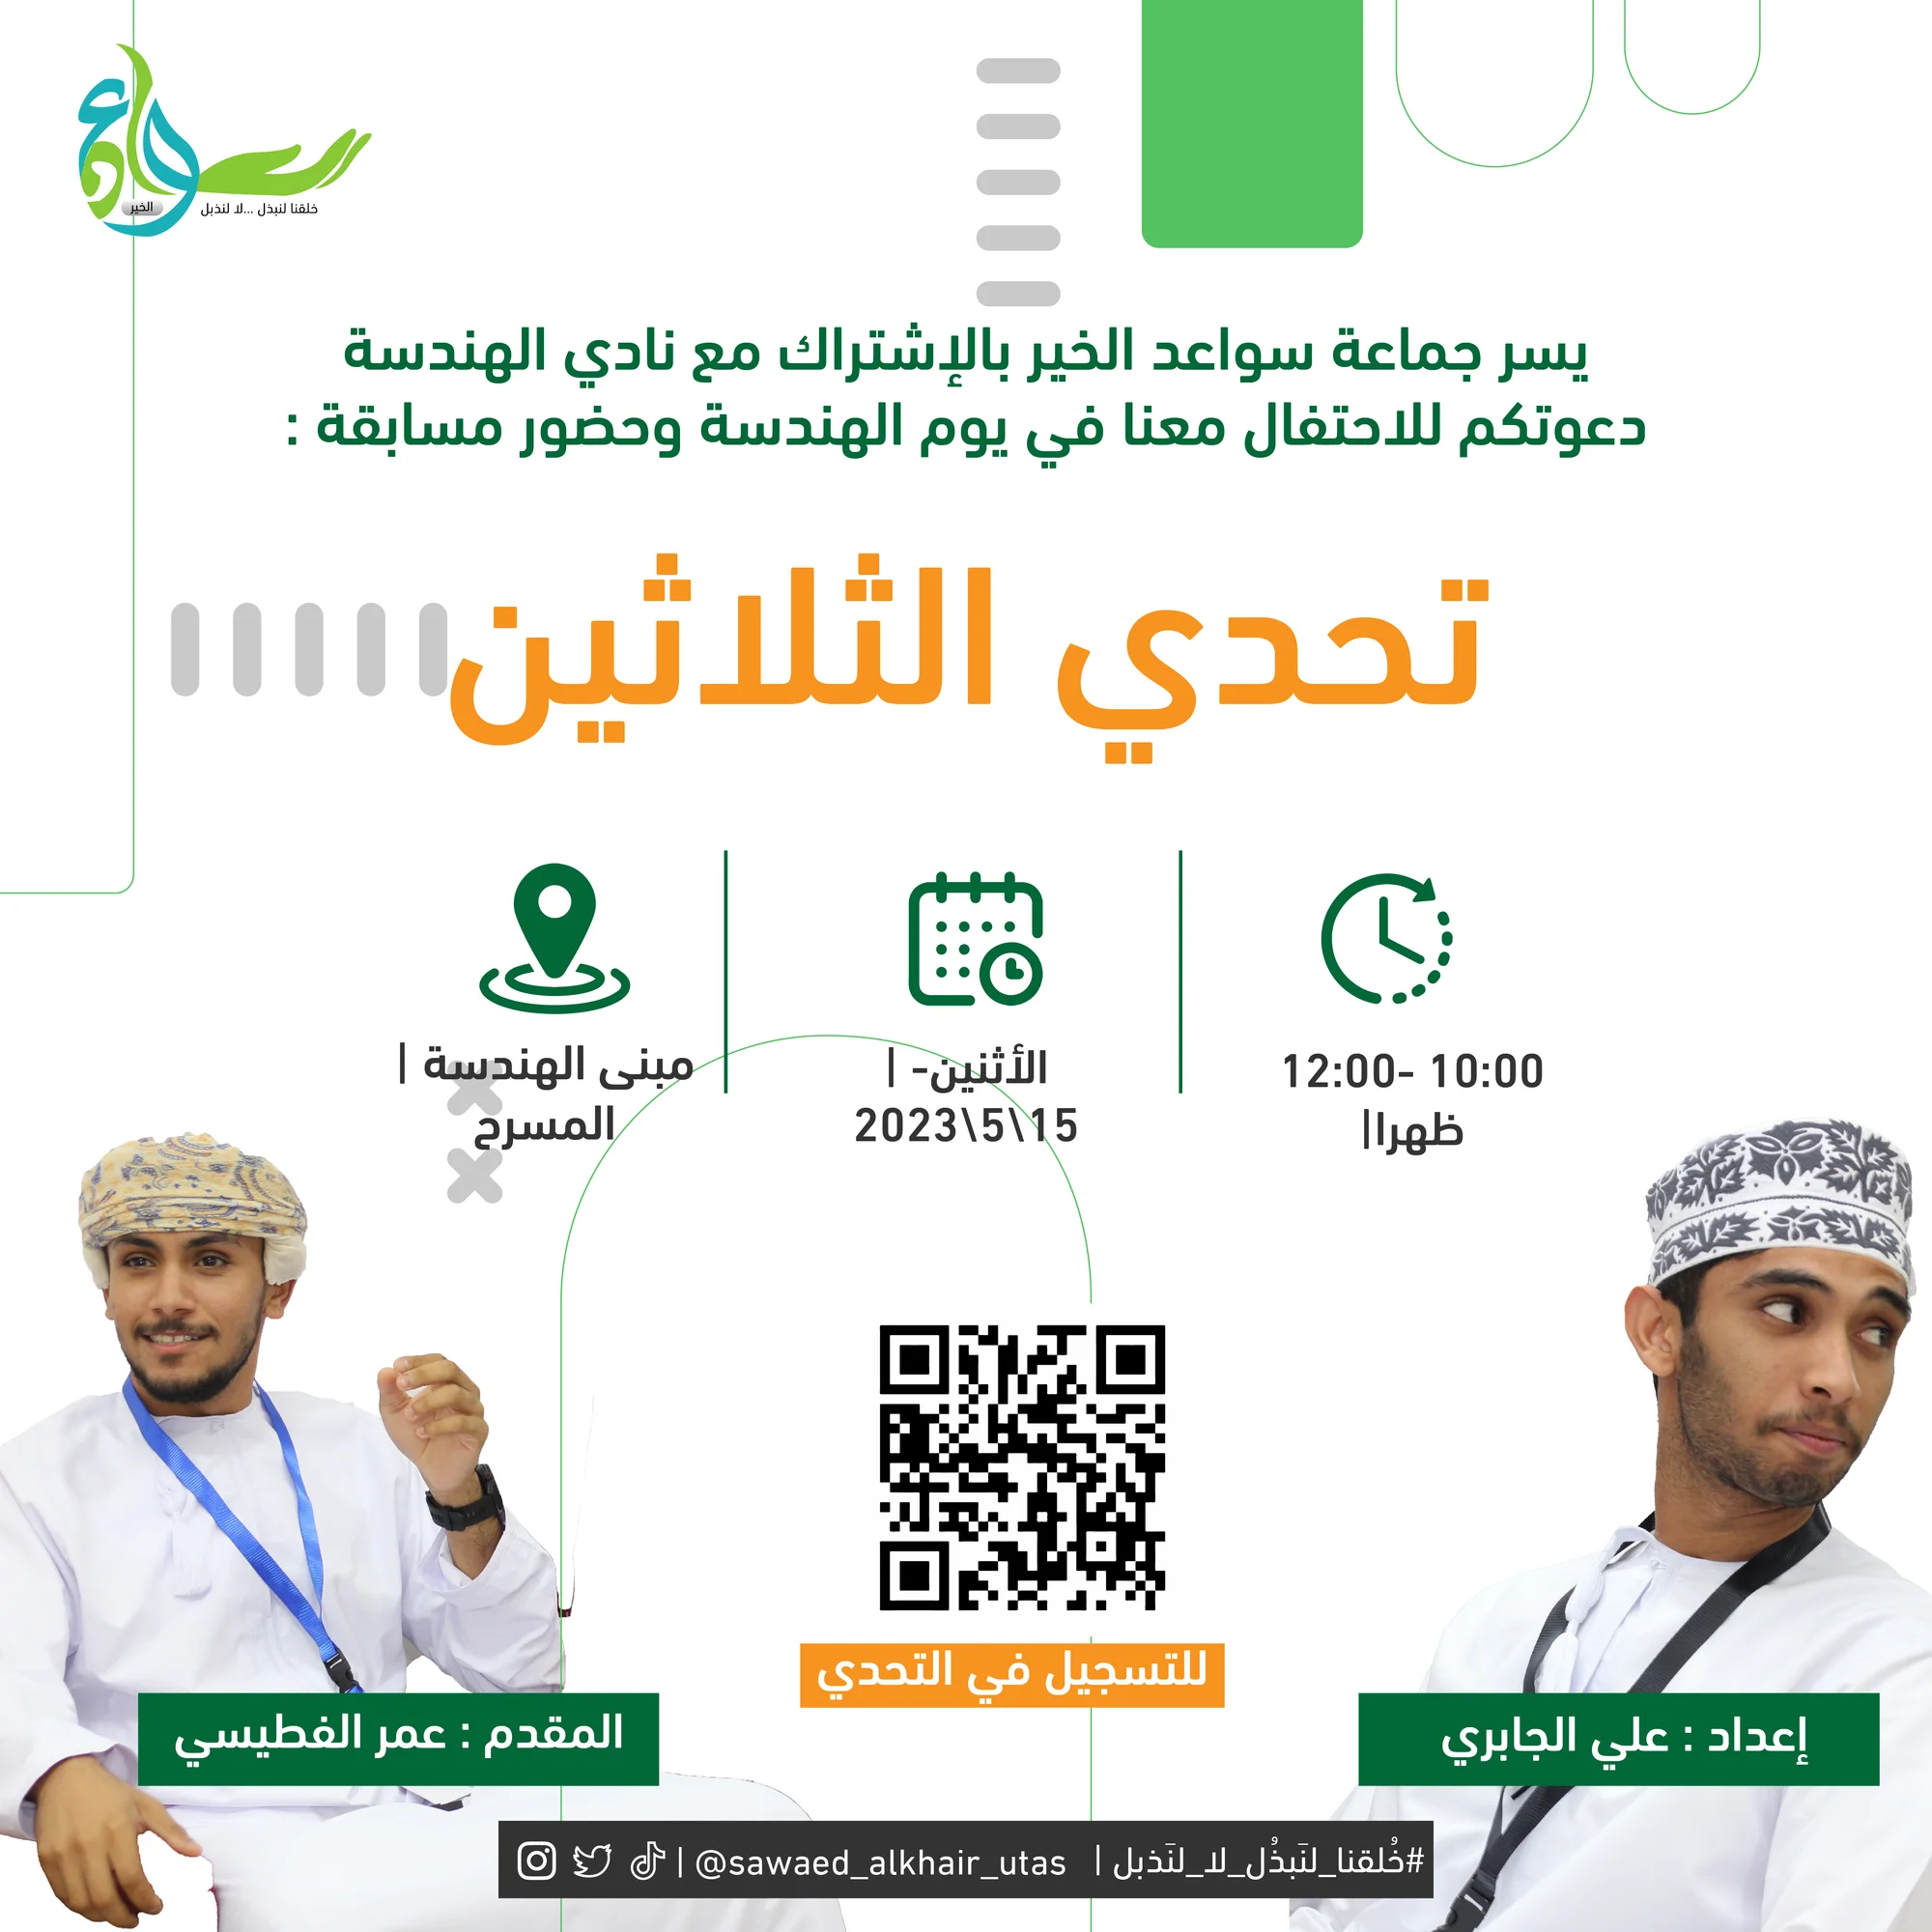 سواعد
الخير
خلقنا لنبذل ...لا لنذبل
يسر جماعة سواعد الخير بالإشتراك مع نادي الهندسة
دعوتكم للاحتفال معنا في يوم الهندسة وحضور مسابقة :
تحدي الثلاثين
10:00 -12:00
ظهرا|
الأثنين- |
15\5\2023
مبنى الهندسة |
المسرح
للتسجيل في التحدي
إعداد : علي الجابري
المقدم : عمر الفطيسي
#خُلقنا_لنَبذُل_لا_لنَذبل | @sawaed_alkhair_utas |